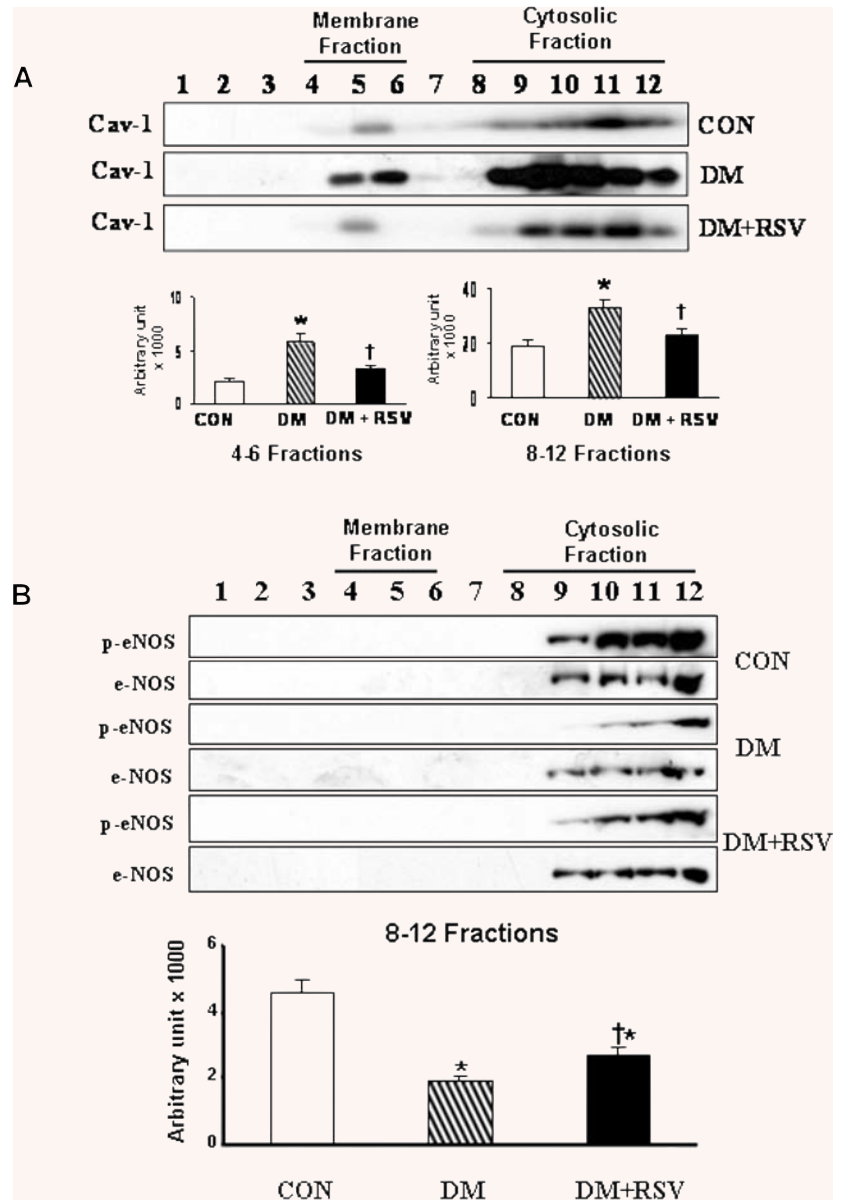 A
Membrane Fraction
Cytosolic Fraction
1 2 3 4 5 6 7 8 9 10 11 12
Cav-1 CON
Cav-1 DM
Cav-1 DM+RSV
Arbitrary unit x 1000
10
5
0
*
†
CON DM DM + RSV
4-6 Fractions
Arbitrary unit x 1000
40
20
0
*
†
CON DM DM + RSV
8-12 Fractions
B
Membrane Fraction
Cytosolic Fraction
1 2 3 4 5 6 7 8 9 10 11 12
p-eNOS
e-NOS
CON
p-eNOS
e-NOS
DM
p-eNOS
e-NOS
DM+RSV
8-12 Fractions
Arbitrary unit x 1000
6
4
2
0
*
†*
CON DM DM+RSV